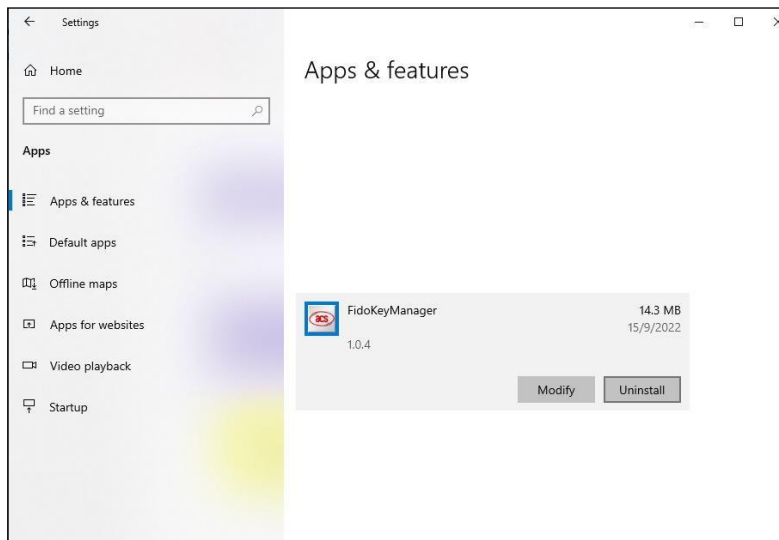 Settings
Home
Find a setting
Apps
Apps & features
Default apps
Offline maps
Apps for websites
Video playback
Startup
Apps & features
acs
FidoKeyManager
14.3 MB
15/9/2022
1.0.4
Modify
Uninstall